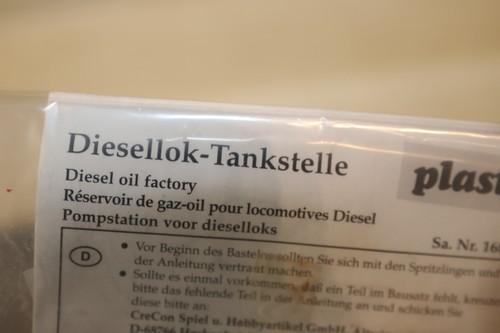 Diesellok-Tankstelle
plast
Diesel oil factory
Réservoir de gaz-oil pour locomotives Diesel
Pompstation voor dieselloks
Sa. Nr. 16
D
• Vor Beginn des Bastelns sollten Sie sich mit den Spritzlingen und
der Anleitung vertraut machen.
• Sollte es einmal vorkommen, daß ein Teil im Bausatz fehlt, kreuz
bitte das fehlende Teil in der Anleitung an und schicken Sie
diese bitte an:
CreCon Spiel u. Hobbyartikel GmbH